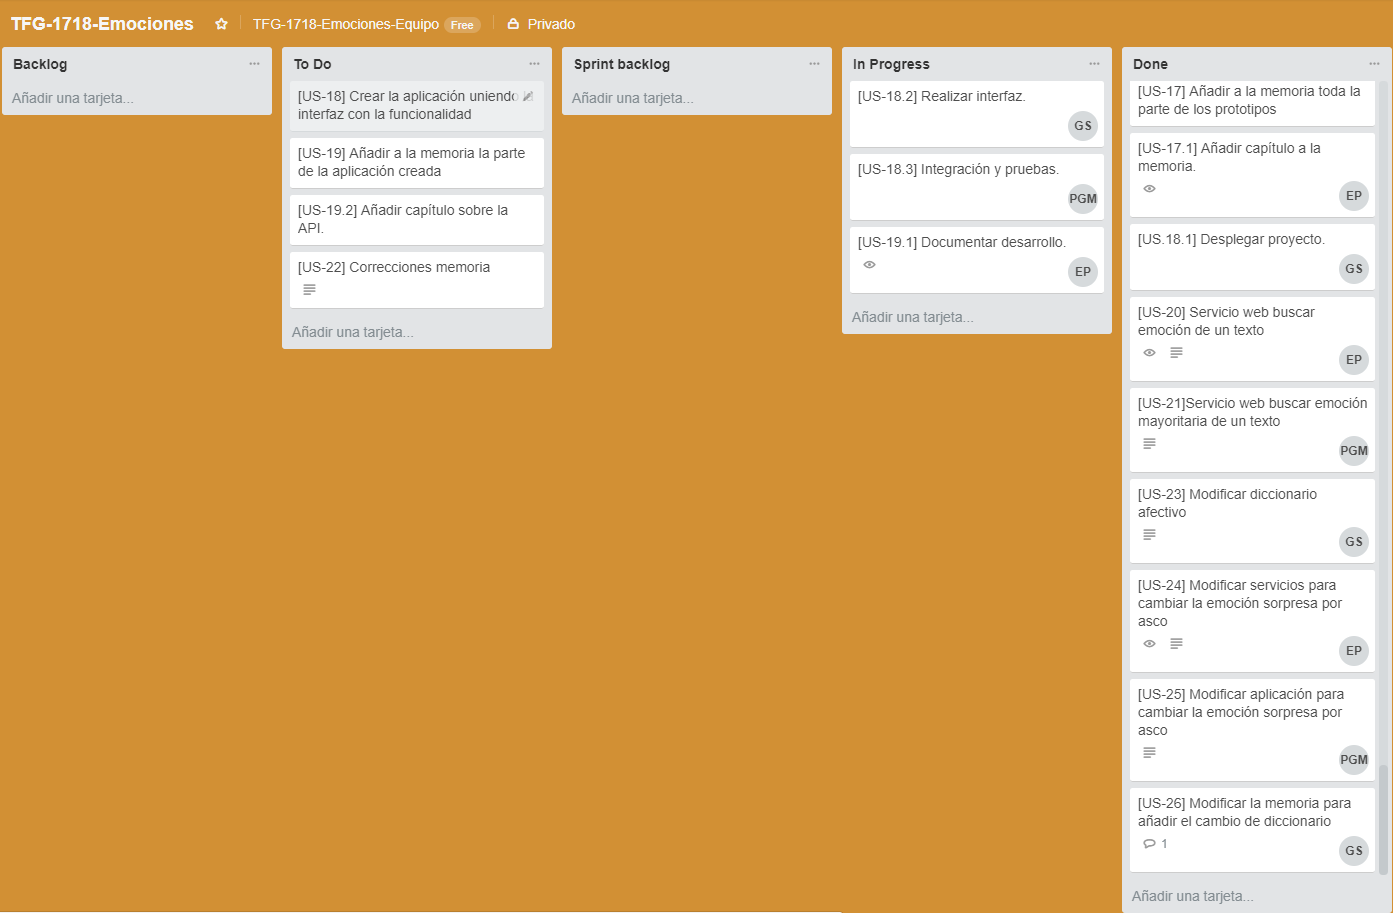 TFG-1718-Emociones
TFG-1718-Emociones-Equipo Free
Privado
Backlog
Añadir una tarjeta...
To Do
[US-18] Crear la aplicación uniendo la
interfaz con la funcionalidad
[US-19] Añadir a la memoria la parte
de la aplicación creada
[US-19.2] Añadir capítulo sobre la
API.
[US-22] Correcciones memoria
Añadir una tarjeta...
Sprint backlog
Añadir una tarjeta...
In Progress
[US-18.2] Realizar interfaz.
GS
[US-18.3] Integración y pruebas.
PGM
[US-19.1] Documentar desarrollo.
EP
Añadir una tarjeta...
Done
[US-17] Añadir a la memoria toda la
parte de los prototipos
[US-17.1] Añadir capítulo a la
memoria.
EP
[US.18.1] Desplegar proyecto.
GS
[US-20] Servicio web buscar
emoción de un texto
EP
[US-21]Servicio web buscar emoción
mayoritaria de un texto
PGM
[US-23] Modificar diccionario
afectivo
GS
[US-24] Modificar servicios para
cambiar la emoción sorpresa por
asco
EP
[US-25] Modificar aplicación para
cambiar la emoción sorpresa por
asco
PGM
[US-26] Modificar la memoria para
añadir el cambio de diccionario
1
GS
Añadir una tarjeta...